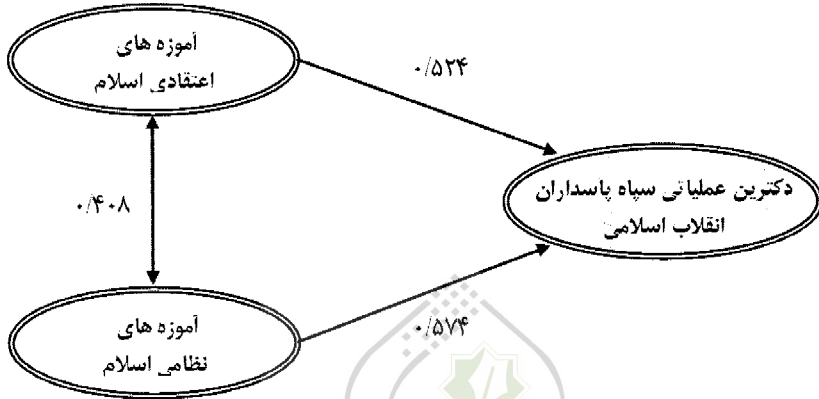 آموزه های
اعتقادی اسلام
۰/۵۲۴
دکترین عملیاتی سپاه پاسداران
انقلاب اسلامی
۰/۴۰۸
آموزه های
نظامی اسلام
۰/۵۷۴